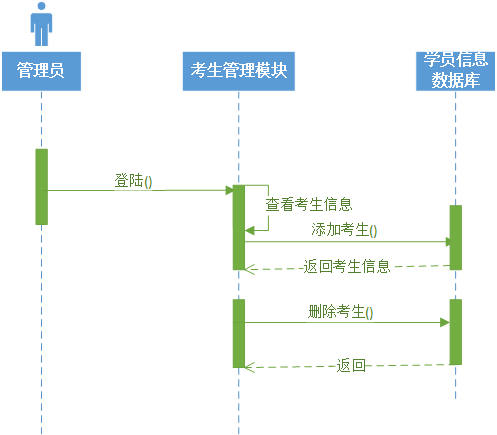 管理员
考生管理模块
学员信息
数据库
登陆()
查看考生信息
添加考生()
返回考生信息
删除考生()
返回